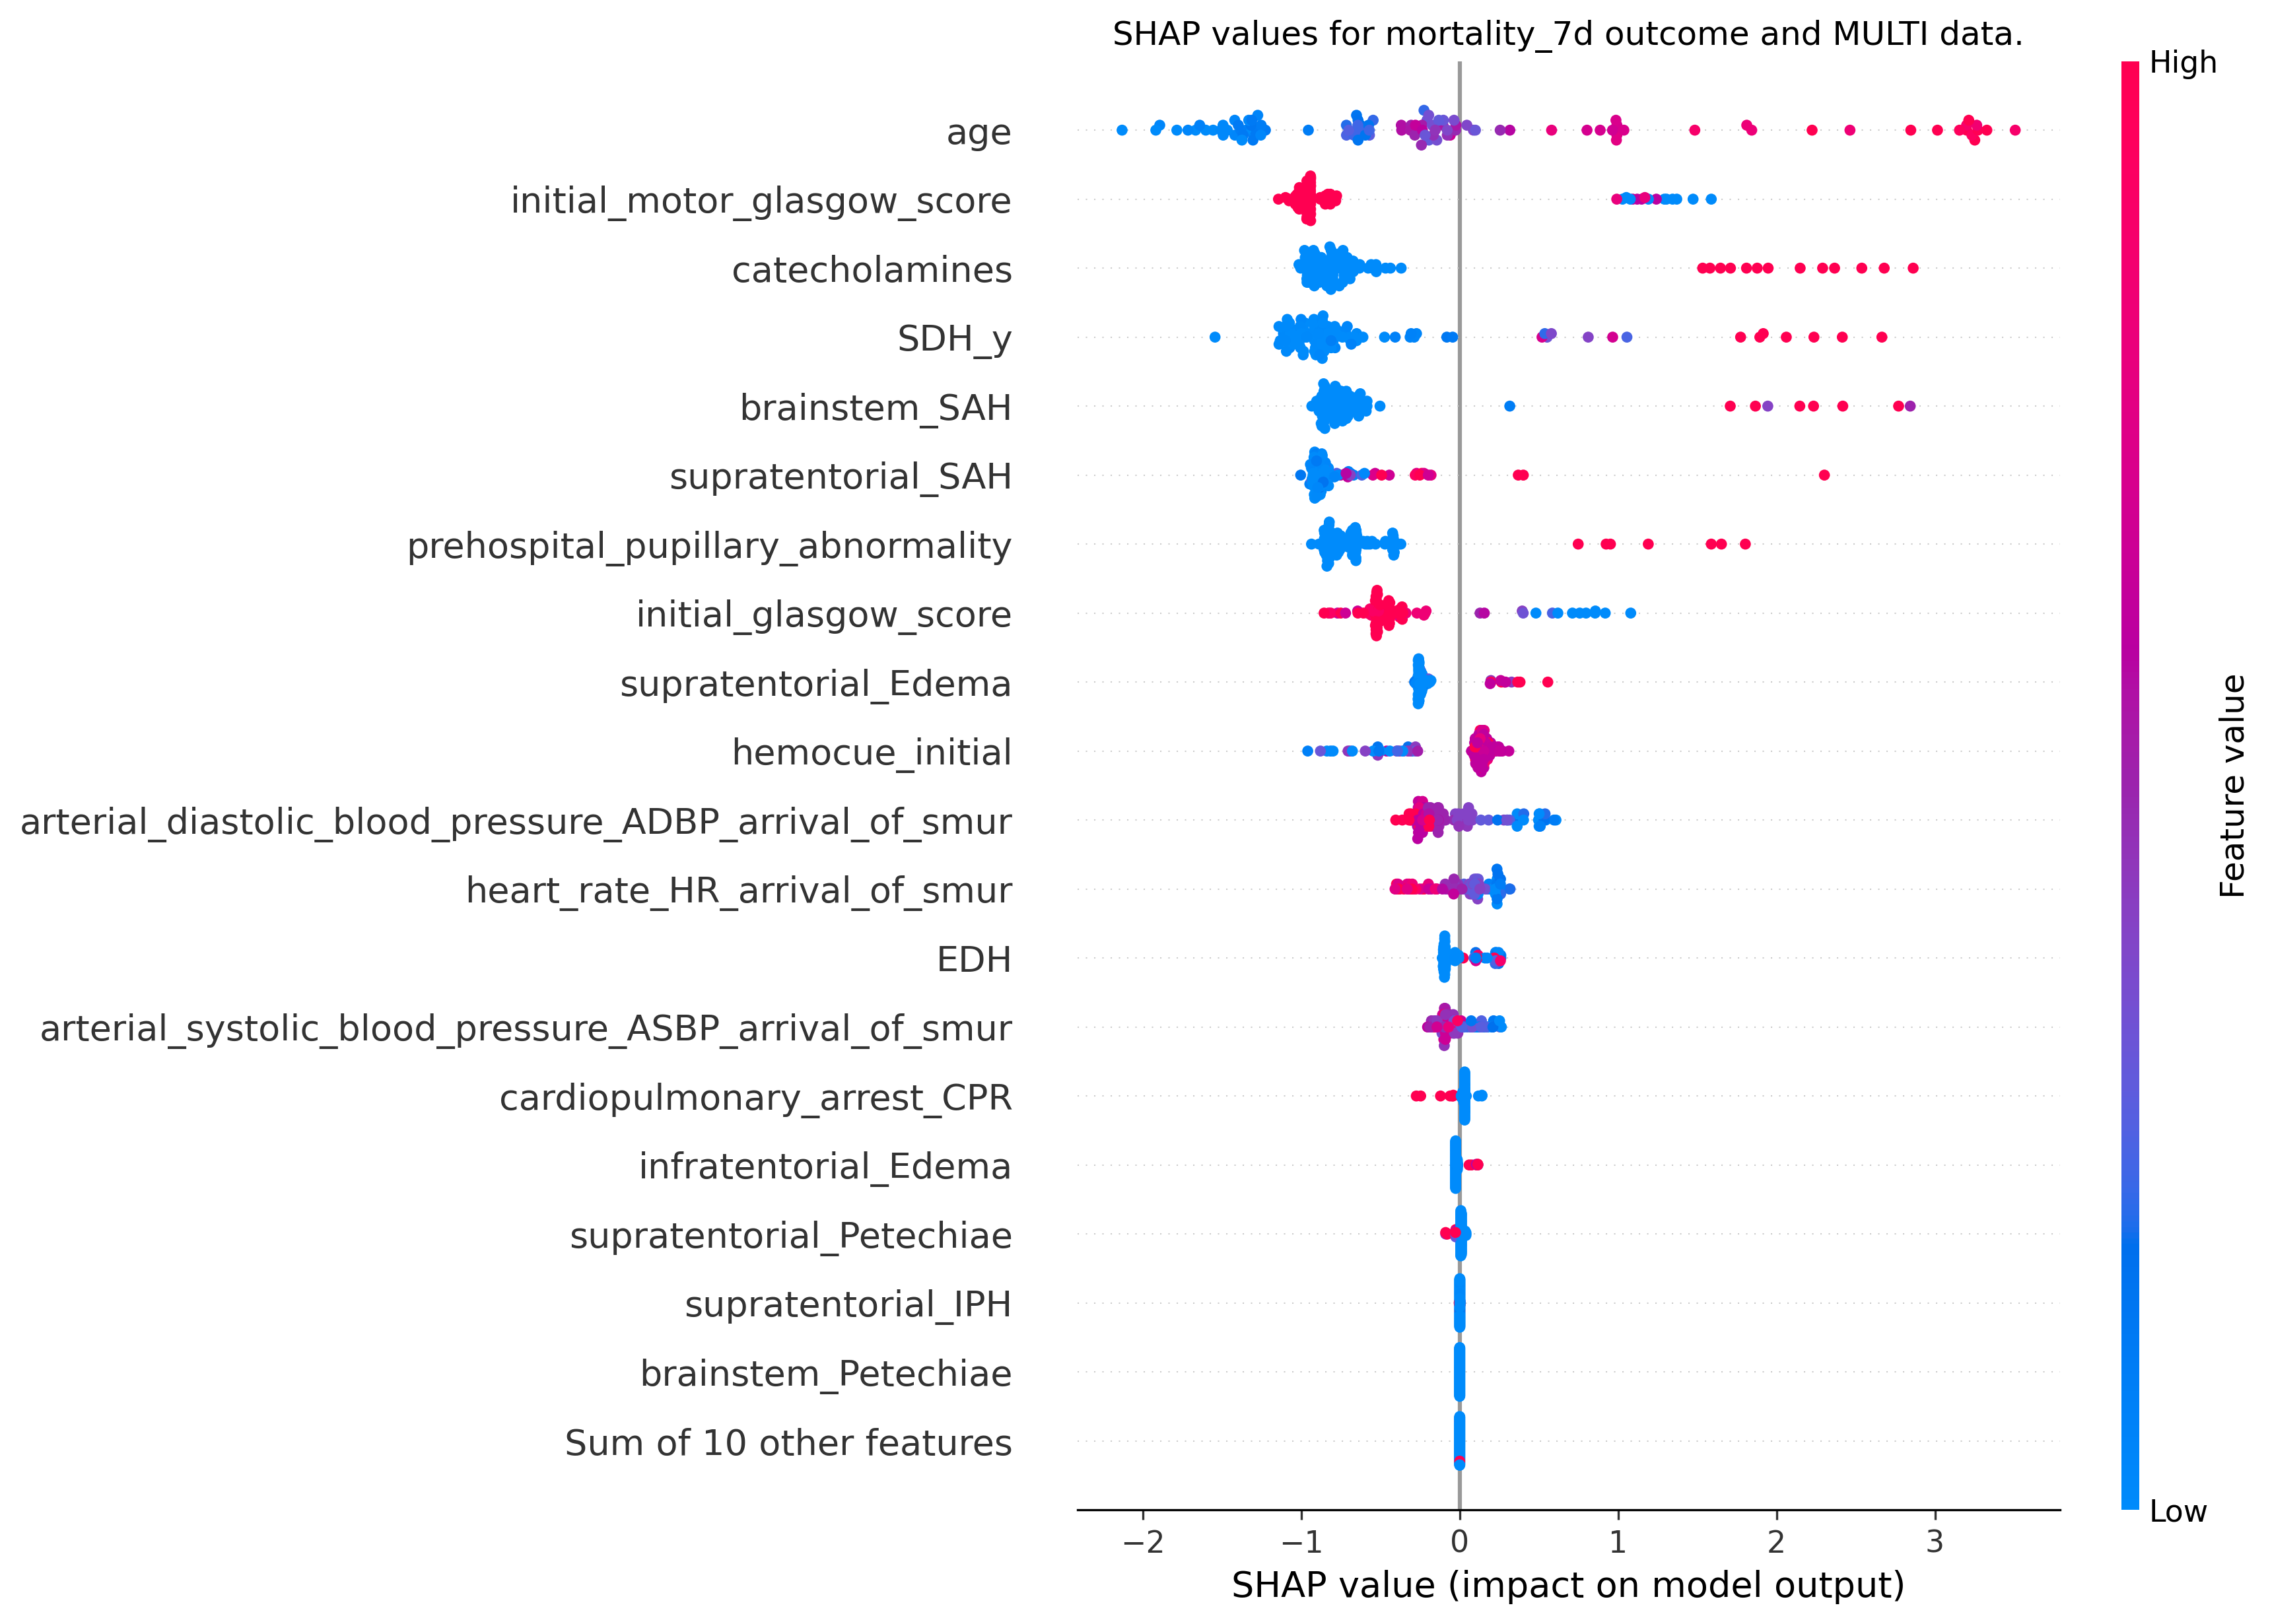 SHAP values for mortality_7d outcome and MULTI data.
High
age
initial_motor_glasgow_score
catecholamines
SDH_y
brainstem_SAH
supratentorial_SAH
prehospital_pupillary_abnormality
initial_glasgow_score
supratentorial_Edema
hemocue_initial
arterial_diastolic_blood_pressure_ADBP_arrival_of_smur
heart_rate_HR_arrival_of_smur
EDH
arterial_systolic_blood_pressure_ASBP_arrival_of_smur
cardiopulmonary_arrest_CPR
infratentorial_Edema
supratentorial_Petechiae
supratentorial_IPH
brainstem_Petechiae
Sum of 10 other features
Feature value
Low
−2 −1 0 1 2 3
SHAP value (impact on model output)